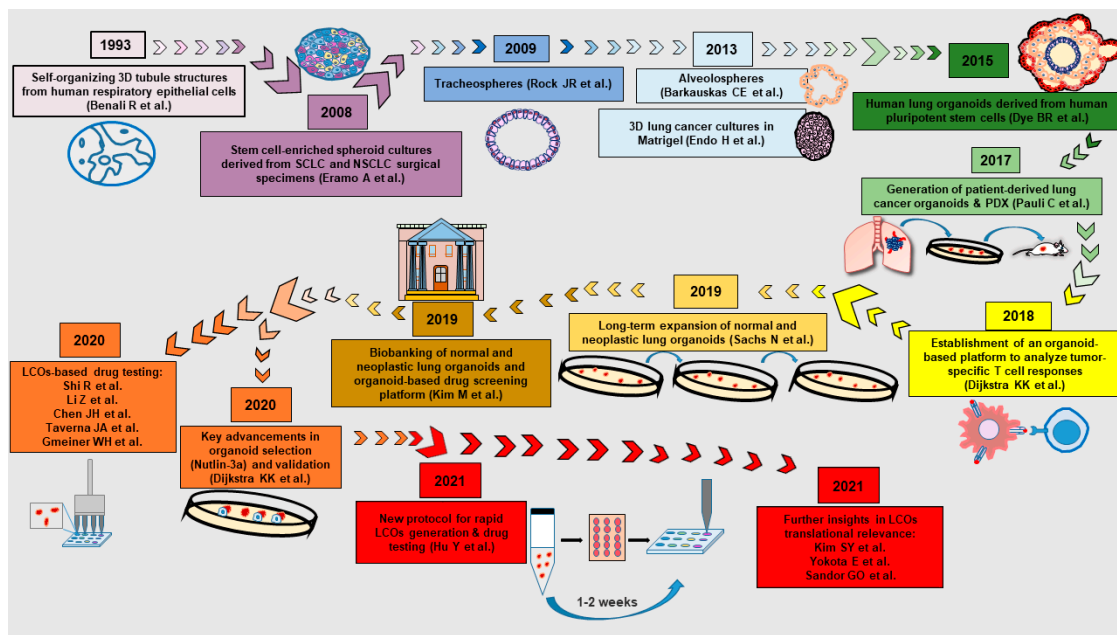 1993
Self-organizing 3D tubule structures
from human respiratory epithelial cells
(Benali R et al.)
2008
Stem cell-enriched spheroid cultures
derived from SCLC and NSCLC surgical
specimens (Eramo A et al.)
2009
Tracheospheres (Rock JR et al.)
2013
Alveolospheres
(Barkauskas CE et al.)
3D lung cancer cultures in
Matrigel (Endo H et al.)
2015
Human lung organoids derived from human
pluripotent stem cells (Dye BR et al.)
2017
Generation of patient-derived lung
cancer organoids & PDX (Pauli C et al.)
2018
Establishment of an organoid-
based platform to analyze tumor-
specific T cell responses
(Dijkstra KK et al.)
2019
Long-term expansion of normal and
neoplastic lung organoids (Sachs N et al.)
2019
Biobanking of normal and
neoplastic lung organoids and
organoid-based drug screening
platform (Kim M et al.)
2020
LCOs-based drug testing:
Shi R et al.
Li Z et al.
Chen JH et al.
Taverna JA et al.
Gmeiner WH et al.
2020
Key advancements in
organoid selection
(Nutlin-3a) and validation
(Dijkstra KK et al.)
2021
New protocol for rapid
LCOs generation & drug
testing (Hu Y et al.)
1-2 weeks
2021
Further insights in LCOs
translational relevance:
Kim SY et al.
Yokota E et al.
Sandor GO et al.